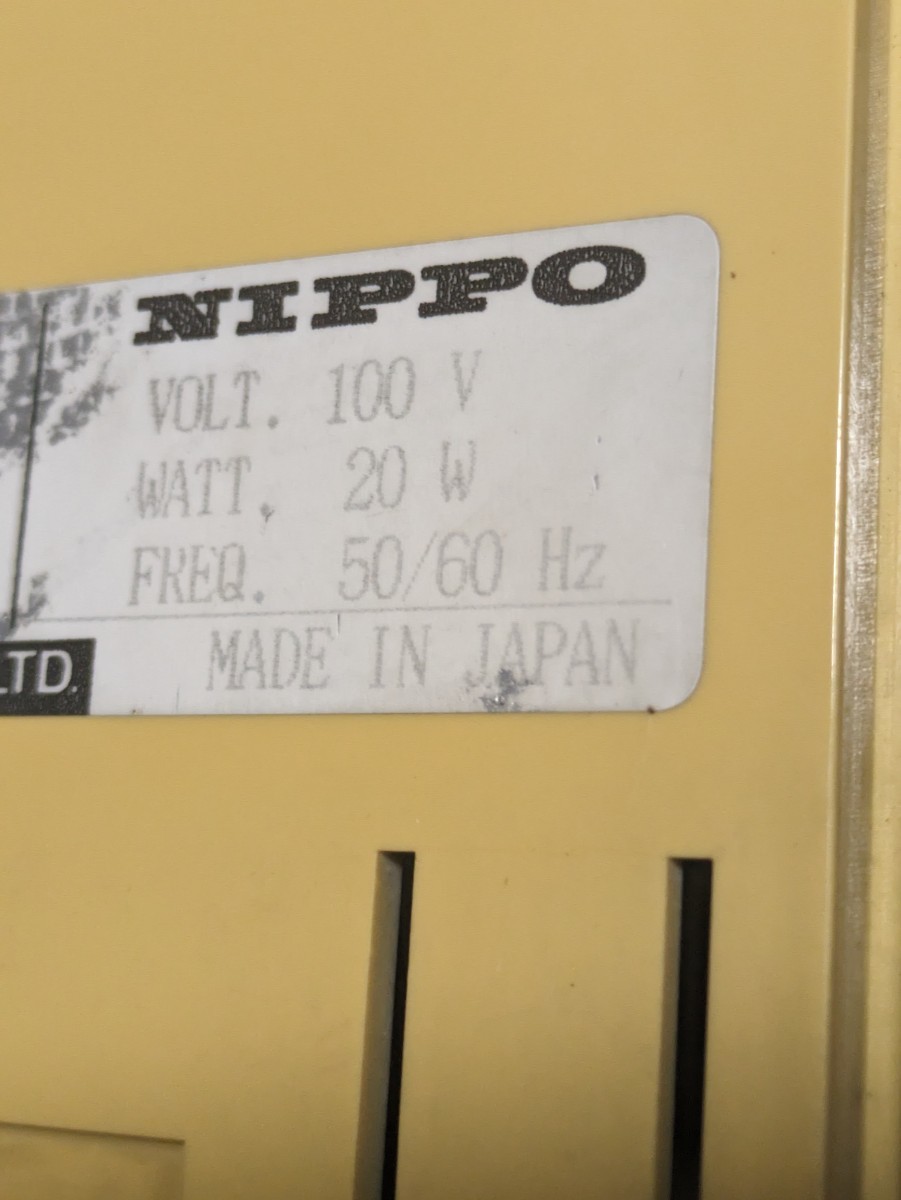 NIPPO
VOLT. 100 V
WATT. 20 W
FREQ. 50/60 Hz
LTD. MADE IN JAPAN